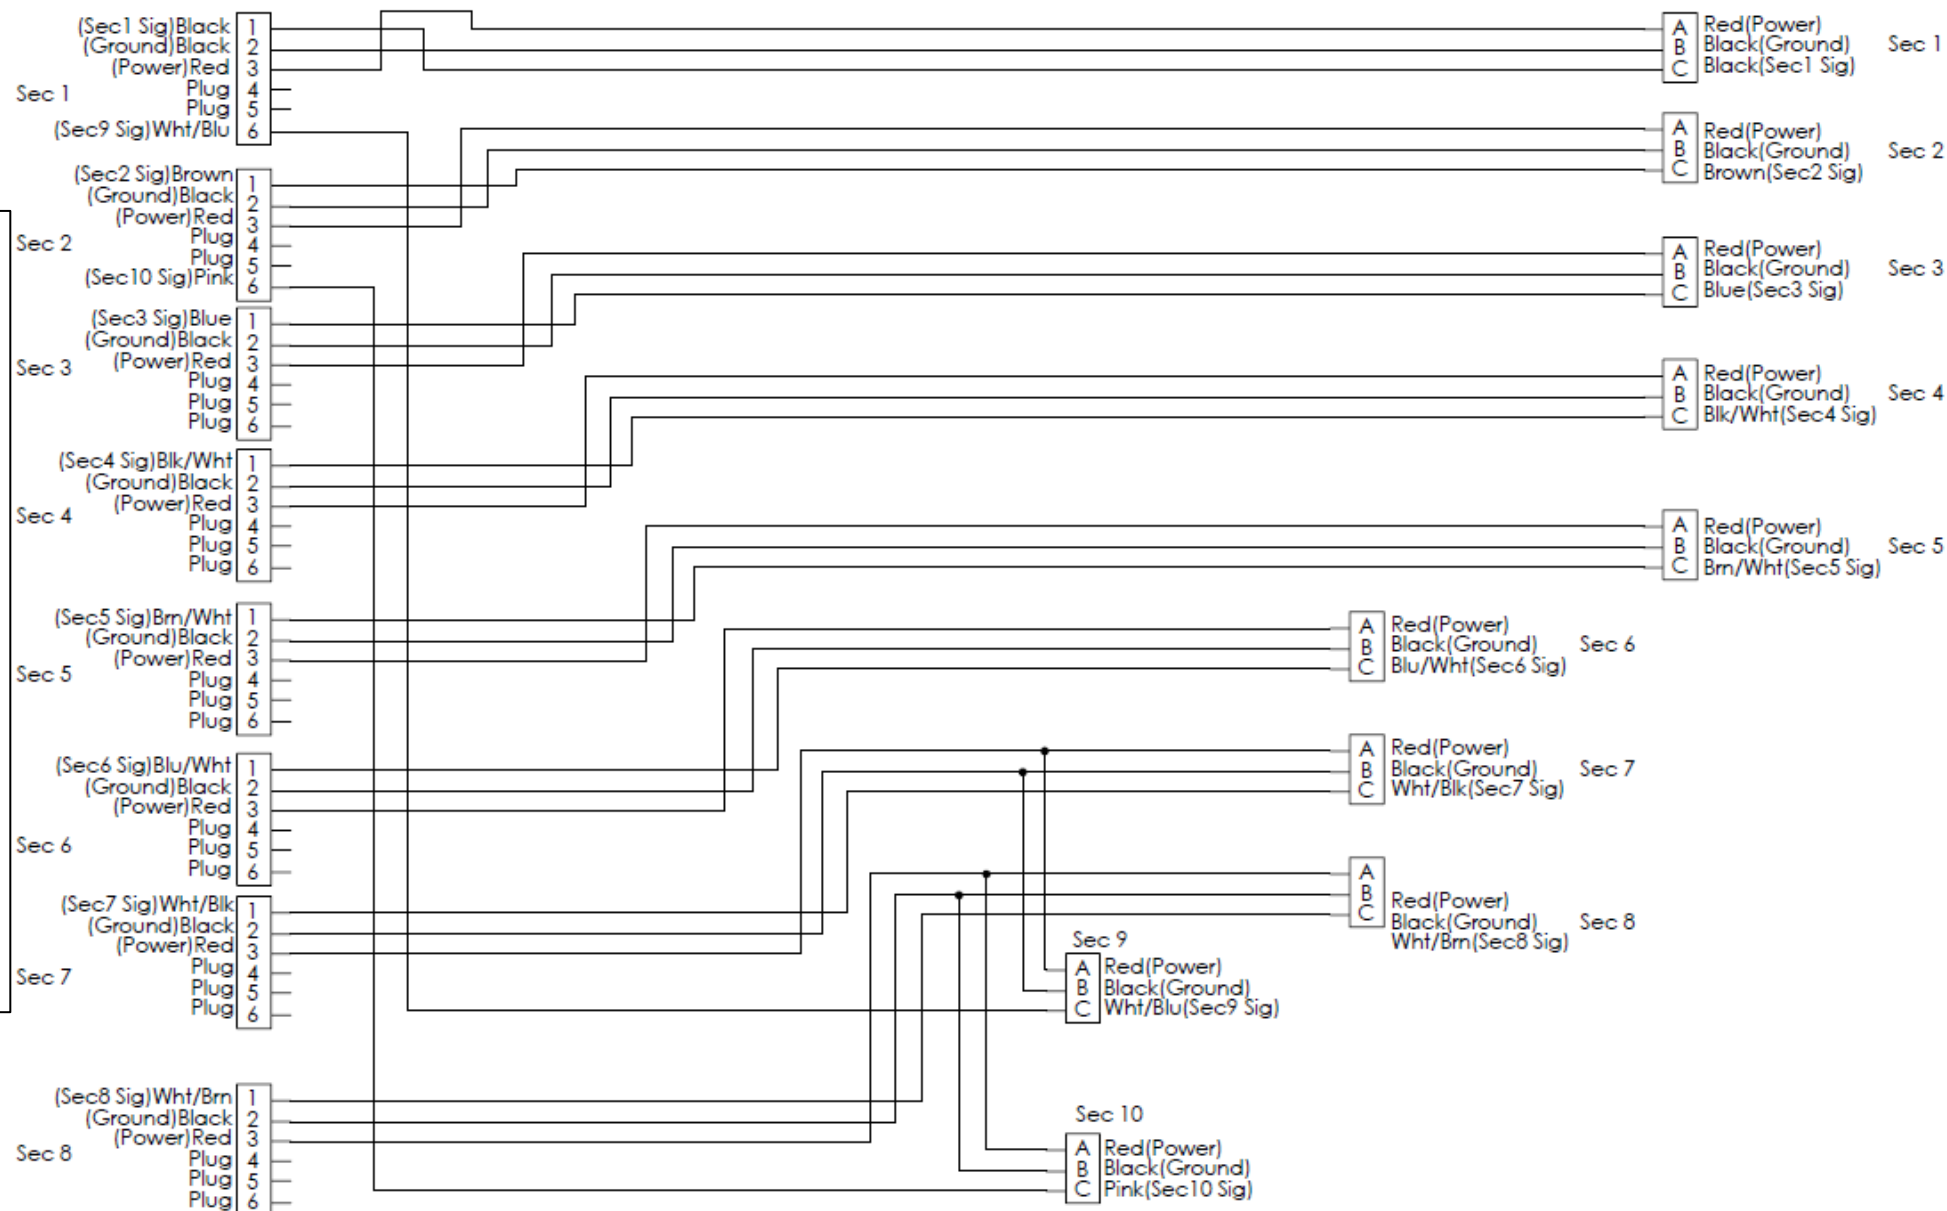 Sec 1
(Sec1 Sig)Black 1
(Ground)Black 2
(Power)Red 3
Plug 4
Plug 5
(Sec9 Sig)Wht/Blu 6
A Red(Power)
B Black(Ground)
C Black(Sec1 Sig)
Sec 1
Sec 2
(Sec2 Sig)Brown 1
(Ground)Black 2
(Power)Red 3
Plug 4
Plug 5
(Sec10 Sig)Pink 6
A Red(Power)
B Black(Ground)
C Brown(Sec2 Sig)
Sec 2
Sec 3
(Sec3 Sig)Blue 1
(Ground)Black 2
(Power)Red 3
Plug 4
Plug 5
Plug 6
A Red(Power)
B Black(Ground)
C Blue(Sec3 Sig)
Sec 3
Sec 4
(Sec4 Sig)Blk/Wht 1
(Ground)Black 2
(Power)Red 3
Plug 4
Plug 5
Plug 6
A Red(Power)
B Black(Ground)
C Blk/Wht(Sec4 Sig)
Sec 4
Sec 5
(Sec5 Sig)Brn/Wht 1
(Ground)Black 2
(Power)Red 3
Plug 4
Plug 5
Plug 6
A Red(Power)
B Black(Ground)
C Brn/Wht(Sec5 Sig)
Sec 5
Sec 6
(Sec6 Sig)Blu/Wht 1
(Ground)Black 2
(Power)Red 3
Plug 4
Plug 5
Plug 6
A Red(Power)
B Black(Ground)
C Blu/Wht(Sec6 Sig)
Sec 6
Sec 7
(Sec7 Sig)Wht/Blk 1
(Ground)Black 2
(Power)Red 3
Plug 4
Plug 5
Plug 6
A Red(Power)
B Black(Ground)
C Wht/Blk(Sec7 Sig)
Sec 7
Sec 8
(Sec8 Sig)Wht/Brn 1
(Ground)Black 2
(Power)Red 3
Plug 4
Plug 5
Plug 6
A Red(Power)
B Black(Ground)
C Wht/Brn(Sec8 Sig)
Sec 8
Sec 9
A Red(Power)
B Black(Ground)
C Wht/Blu(Sec9 Sig)
Sec 10
A Red(Power)
B Black(Ground)
C Pink(Sec10 Sig)